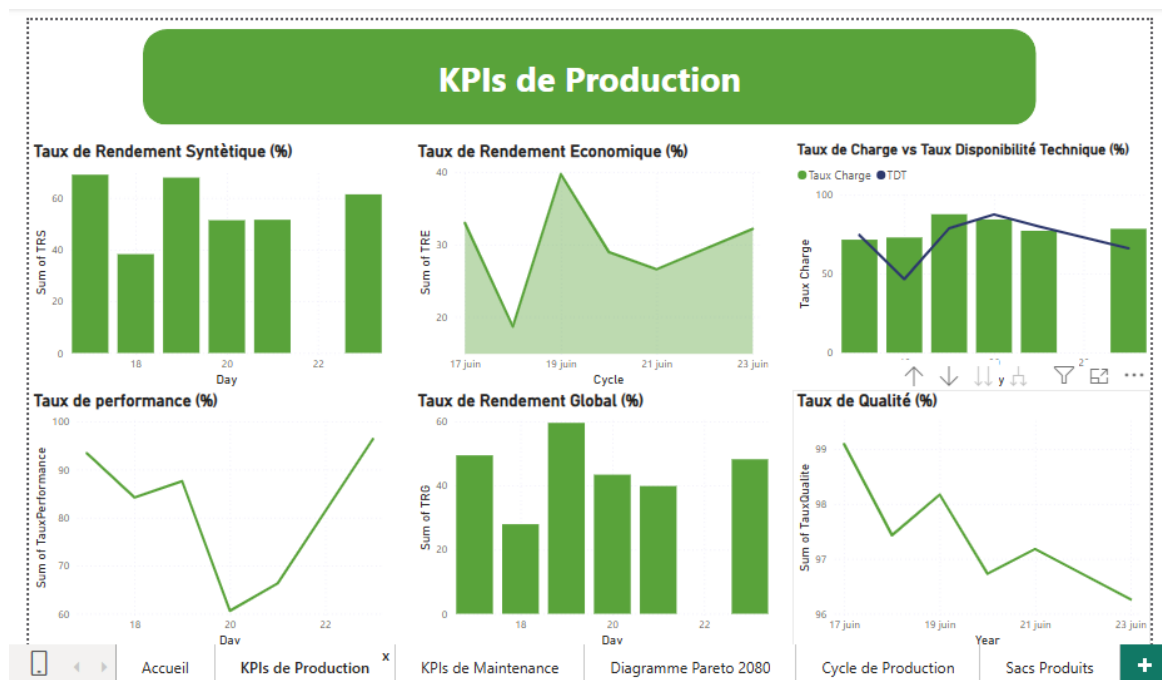 KPIs de Production
Taux de Rendement Syntètique (%)
Sum of TRS
60
40
20
0
18
20
22
Day
Taux de Rendement Economique (%)
Sum of TRE
40
30
20
17 juin
19 juin
21 juin
23 juin
Cycle
Taux de Charge vs Taux Disponibilité Technique (%)
Taux Charge TDT
Taux Charge
100
50
0
y
Taux de performance (%)
Sum of TauxPerformance
100
90
80
70
60
18
20
22
Day
Taux de Rendement Global (%)
Sum of TRG
60
40
20
0
18
20
22
Day
Taux de Qualité (%)
Sum of TauxQualite
99
98
97
96
17 juin
19 juin
21 juin
23 juin
Year
Accueil
KPIs de Production x
KPIs de Maintenance
Diagramme Pareto 2080
Cycle de Production
Sacs Produits
+